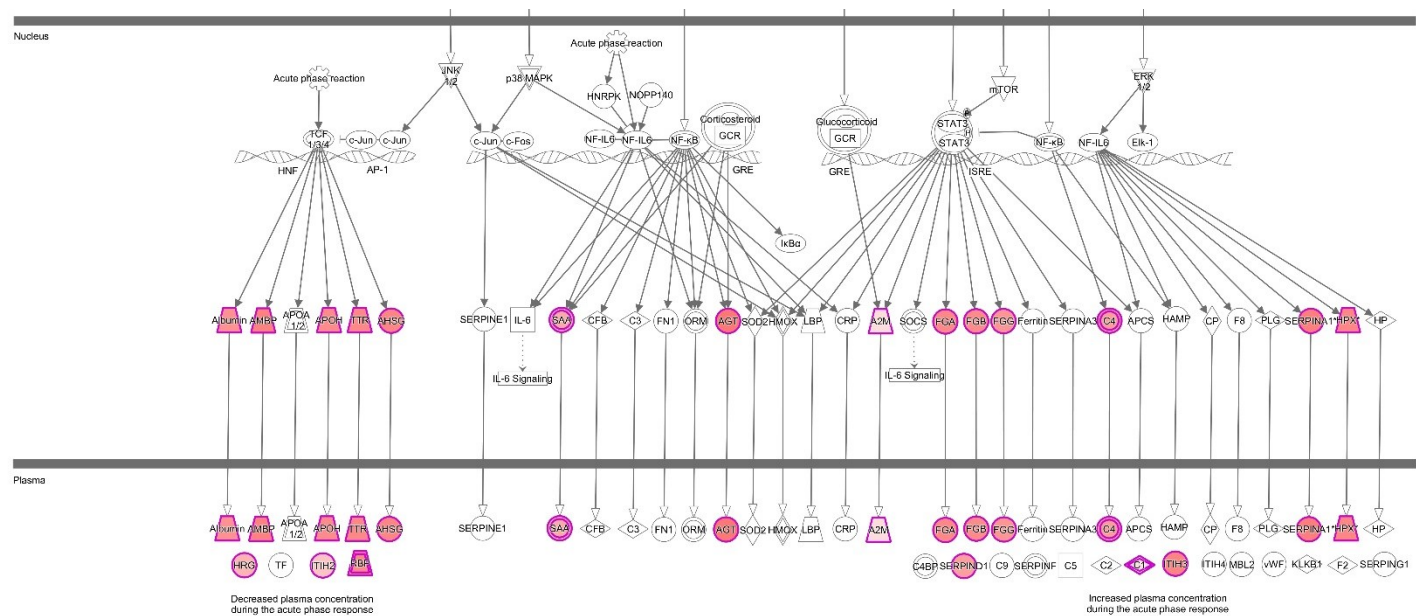 Nucleus
Acute phase reaction
Acute phase reaction
JNK
1/2
p38 MAPK
HNRPK
NOPP140
Corticosteroid
GCR
Glucocorticoid
GCR
STAT3
STAT3
mTOR
ERK
1/2
TCF
1/3/4
c-Jun
c-Jun
c-Jun
c-Fos
NF-IL6
NF-IL6
NF-κB
NF-κB
NF-IL6
Elk-1
HNF
AP-1
GRE
GRE
ISRE
IκBα
Albumin
AMBP
APOA
1/2
APOH
TTR
AHSG
SERPINE1
IL-6
SAA
CFB
C3
FN1
ORM
AGT
SOD2
HMOX
LBP
CRP
A2M
SOCS
FGA
FGB
FGG
Ferritin
SERPINA3
C4
APCS
HAMP
CP
F8
PLG
SERPINA1*
HPX*
HP
IL-6 Signaling
IL-6 Signaling
Plasma
Albumin
AMBP
APOA
1/2
APOH
TTR
AHSG
SERPINE1
SAA
CFB
C3
FN1
ORM
AGT
SOD2
HMOX
LBP
CRP
A2M
FGA
FGB
FGG
Ferritin
SERPINA3
C4
APCS
HAMP
CP
F8
PLG
SERPINA1*
HPX*
HP
HRG
TF
ITIH2
RBP
C4BP
SERPIND1
C9
SERPINF
C5
C2
C1
ITIH3
ITIH4
MBL2
vWF
KLKB1
F2
SERPING1
Decreased plasma concentration
during the acute phase response
Increased plasma concentration
during the acute phase response